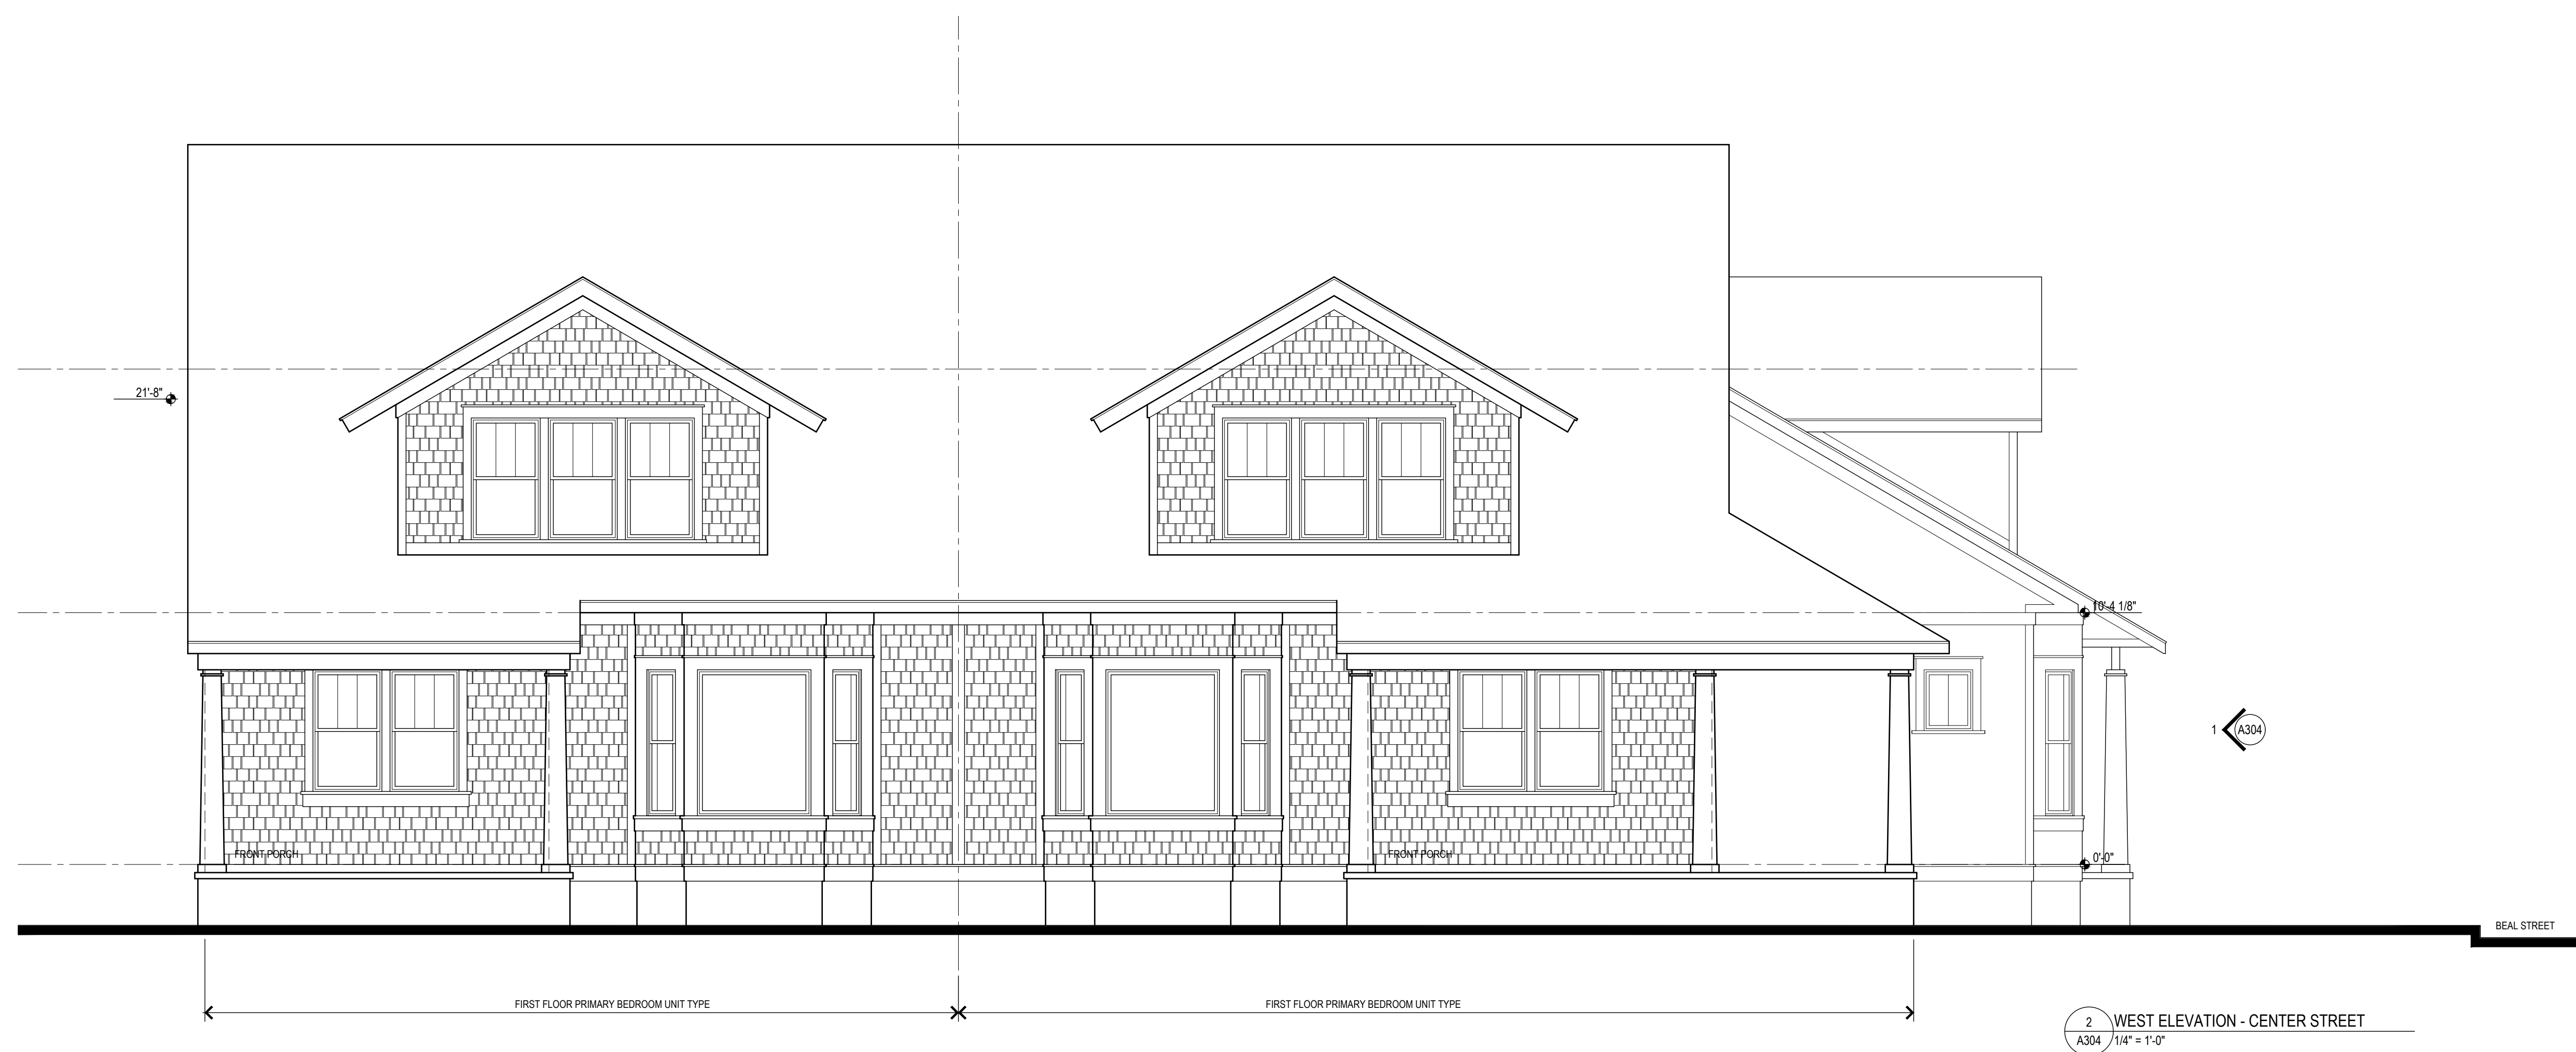 21'-8"
10'-4 1/8"
1
A304
FRONT PORCH
FRONT PORCH
0'-0"
BEAL STREET
FIRST FLOOR PRIMARY BEDROOM UNIT TYPE
FIRST FLOOR PRIMARY BEDROOM UNIT TYPE
2
A304
WEST ELEVATION - CENTER STREET
1/4" = 1'-0"